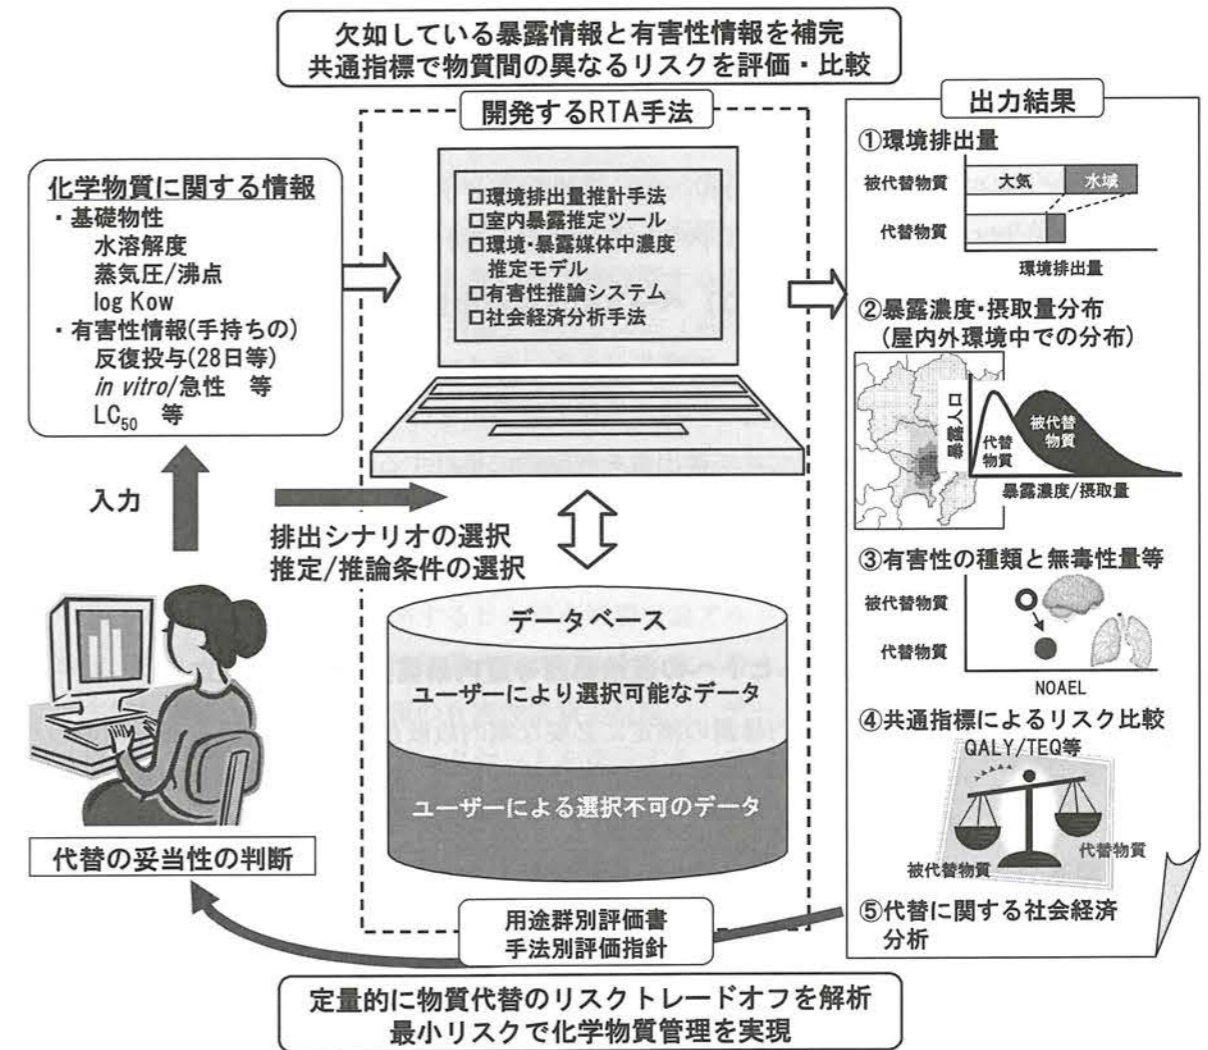 欠如している暴露情報と有害性情報を補完
共通指標で物質間の異なるリスクを評価・比較
開発するRTA手法
化学物質に関する情報
・基礎物性
水溶解度
蒸気圧/沸点
log Kow
・有害性情報(手持ちの)
反復投与(28日等)
in vitro/急性 等
LC50 等
□環境排出量推計手法
□室内暴露推定ツール
□環境・暴露媒体中濃度
推定モデル
□有害性推論システム
□社会経済分析手法
入力
排出シナリオの選択
推定/推論条件の選択
データベース
ユーザーにより選択可能なデータ
ユーザーによる選択不可のデータ
代替の妥当性の判断
用途群別評価書
手法別評価指針
出力結果
①環境排出量
被代替物質
大気
水域
代替物質
環境排出量
②暴露濃度・摂取量分布
(屋内外環境中での分布)
暴露人口
代替
物質
被代替
物質
暴露濃度/摂取量
③有害性の種類と無毒性量等
被代替物質
代替物質
NOAEL
④共通指標によるリスク比較
QALY/TEQ等
被代替物質
代替物質
⑤代替に関する社会経済
分析
定量的に物質代替のリスクトレードオフを解析
最小リスクで化学物質管理を実現